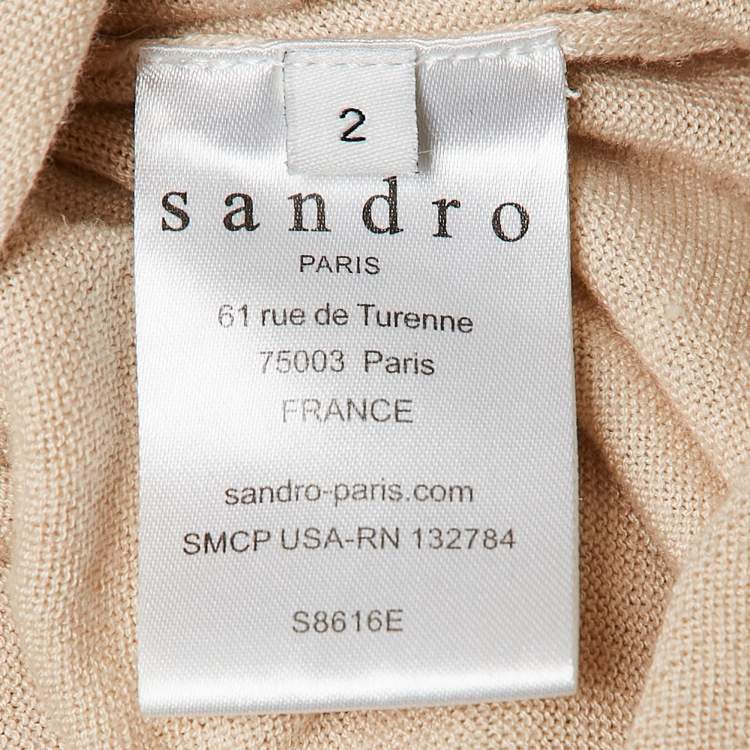 2
sandro
PARIS
61 rue de Turenne
75003 Paris
FRANCE
sandro-paris.com
SMCP USA-RN 132784
S8616E